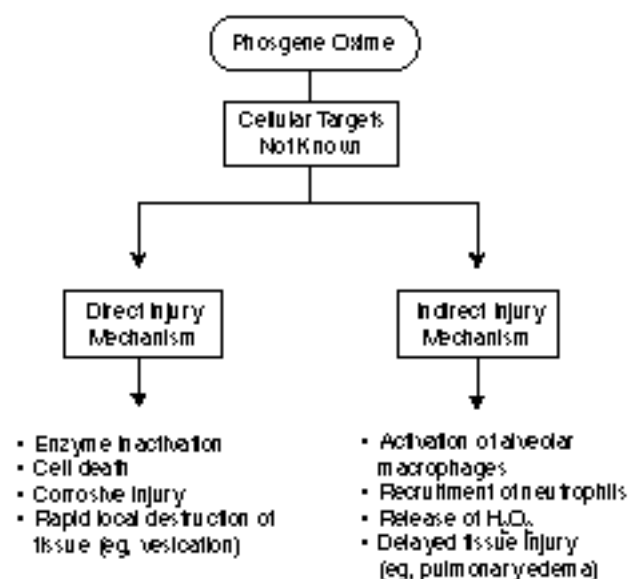 Phosgene Oxime
Cellular Targets
Not Known
Direct Injury
Mechanism
Indirect Injury
Mechanism
• Enzyme inactivation
• Cell death
• Corrosive injury
• Rapid local destruction of
tissue (eg, vesication)
• Activation of alveolar
macrophages
• Recruitment of neutrophils
• Release of H₂O₂
• Delayed tissue injury
(eg, pulmonary edema)